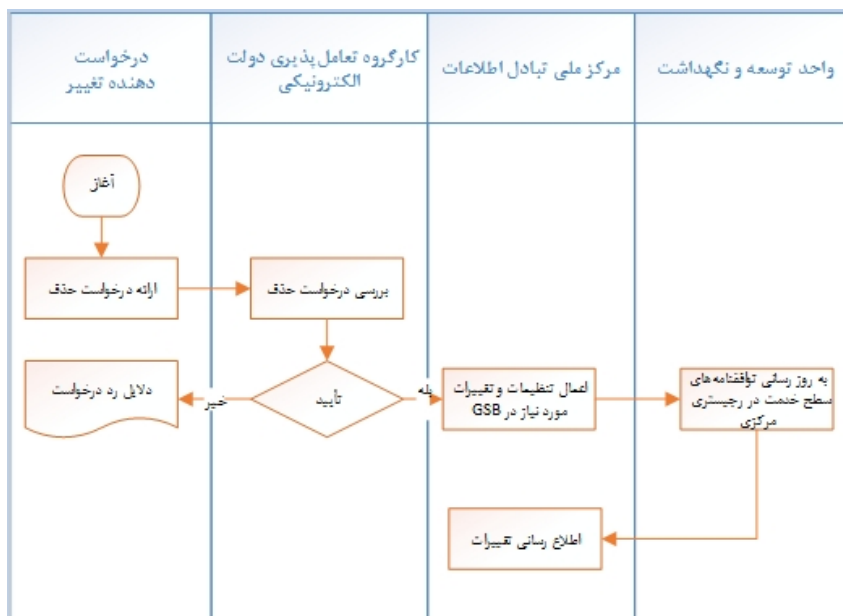 درخواست
دهنده تغییر
کارگروه تعامل‌پذیری دولت
الکترونیکی
مرکز ملی تبادل اطلاعات
واحد توسعه و نگهداشت
آغاز
ارائه درخواست حذف
بررسی درخواست حذف
دلایل رد درخواست
خیر
تأیید
بله
اعمال تنظیمات و تغییرات
مورد نیاز در GSB
به روز رسانی توافقنامه‌های
سطح خدمت در رجیستری
مرکزی
اطلاع رسانی تغییرات